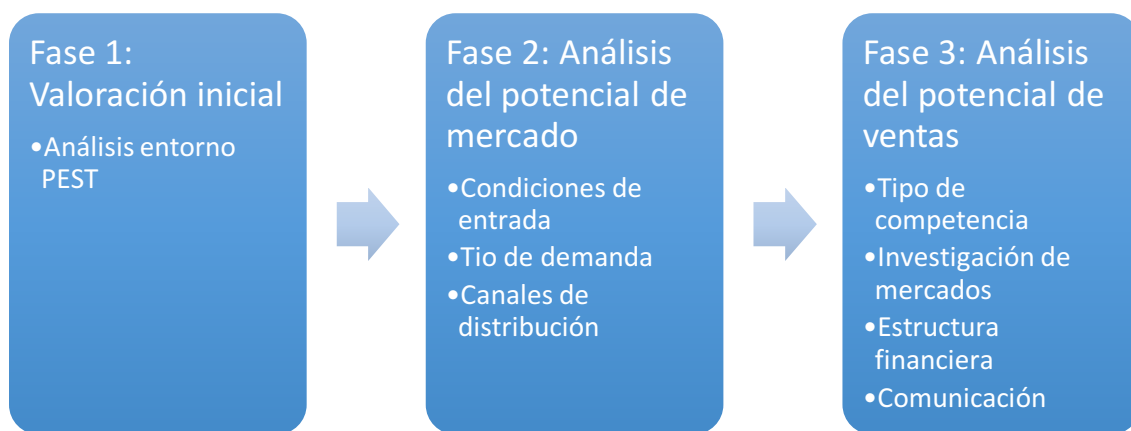 Fase 1:
Valoración inicial
•Análisis entorno
PEST
Fase 2: Análisis
del potencial de
mercado
•Condiciones de
entrada
•Tio de demanda
•Canales de
distribución
Fase 3: Análisis
del potencial de
ventas
•Tipo de
competencia
•Investigación de
mercados
•Estructura
financiera
•Comunicación